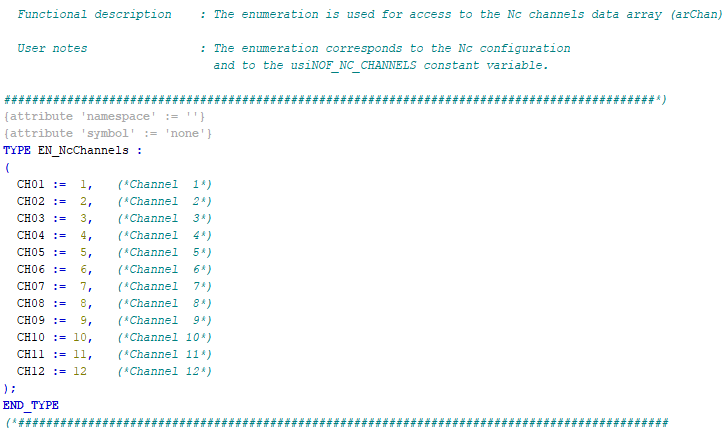 Functional description    : The enumeration is used for access to the Nc channels data array (arChan)
User notes                : The enumeration corresponds to the Nc configuration
and to the usiNOF_NC_CHANNELS constant variable.
#############################################################################################*)
{attribute 'namespace' := ''}
{attribute 'symbol' := 'none'}
TYPE EN_NcChannels :
(
CH01 :=  1,   (*Channel  1*)
CH02 :=  2,   (*Channel  2*)
CH03 :=  3,   (*Channel  3*)
CH04 :=  4,   (*Channel  4*)
CH05 :=  5,   (*Channel  5*)
CH06 :=  6,   (*Channel  6*)
CH07 :=  7,   (*Channel  7*)
CH08 :=  8,   (*Channel  8*)
CH09 :=  9,   (*Channel  9*)
CH10 := 10,   (*Channel 10*)
CH11 := 11,   (*Channel 11*)
CH12 := 12    (*Channel 12*)
);
END_TYPE
(*#############################################################################################